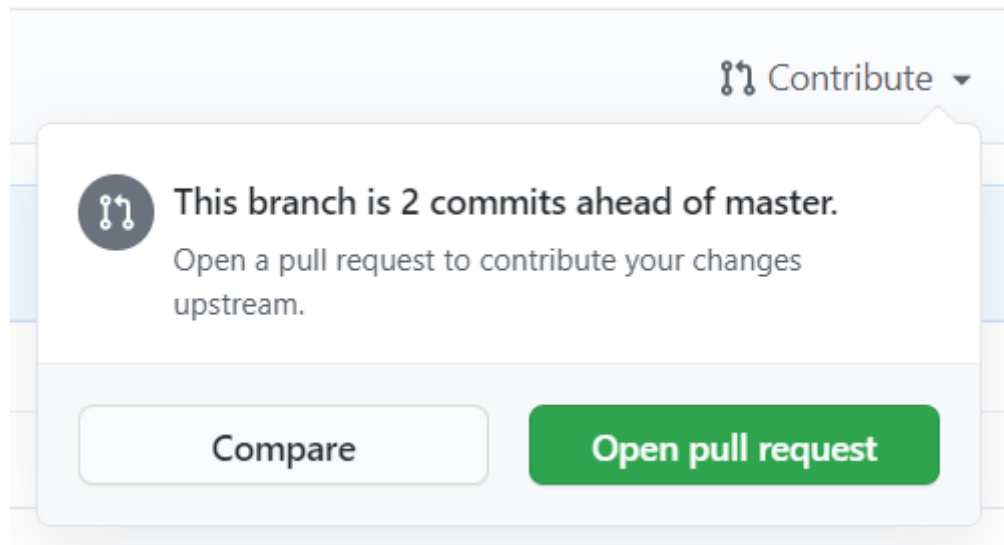 Contribute
This branch is 2 commits ahead of master.
Open a pull request to contribute your changes
upstream.
Compare
Open pull request